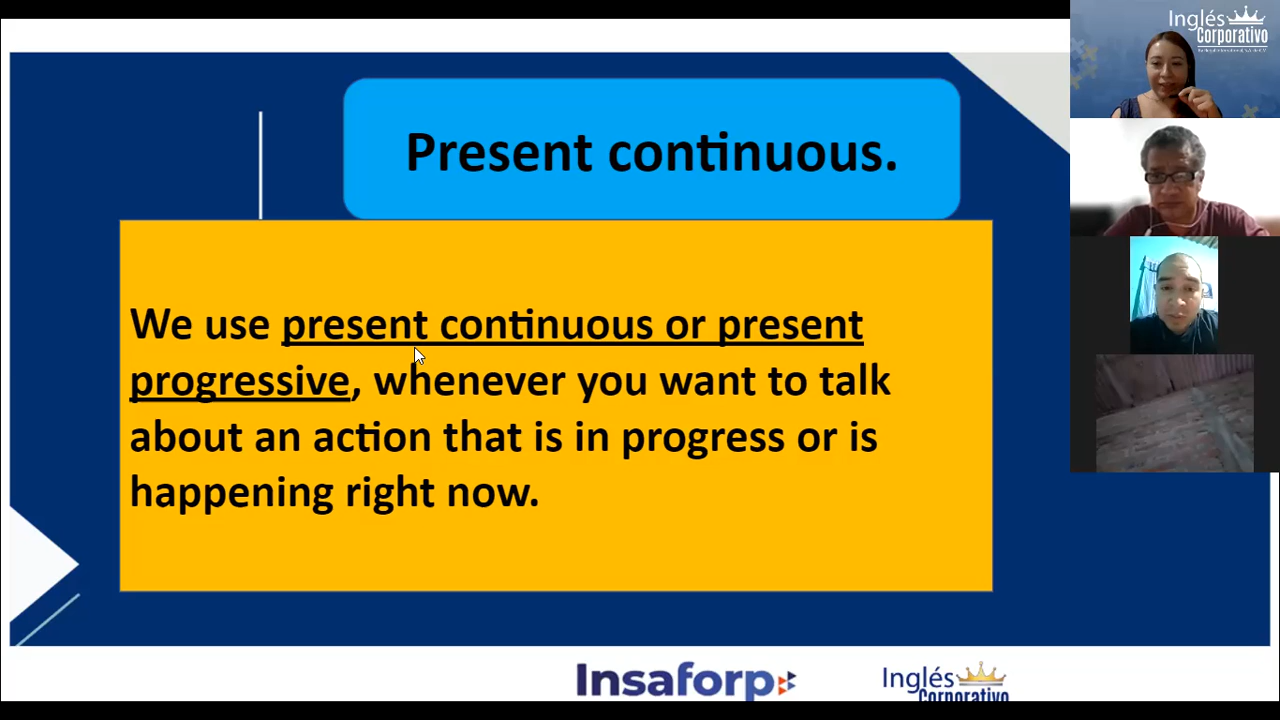 Present continuous.
We use present continuous or present
progressive, whenever you want to talk
about an action that is in progress or is
happening right now.
Insaforp
Inglés
Corporativo
Inglés
Corporativo